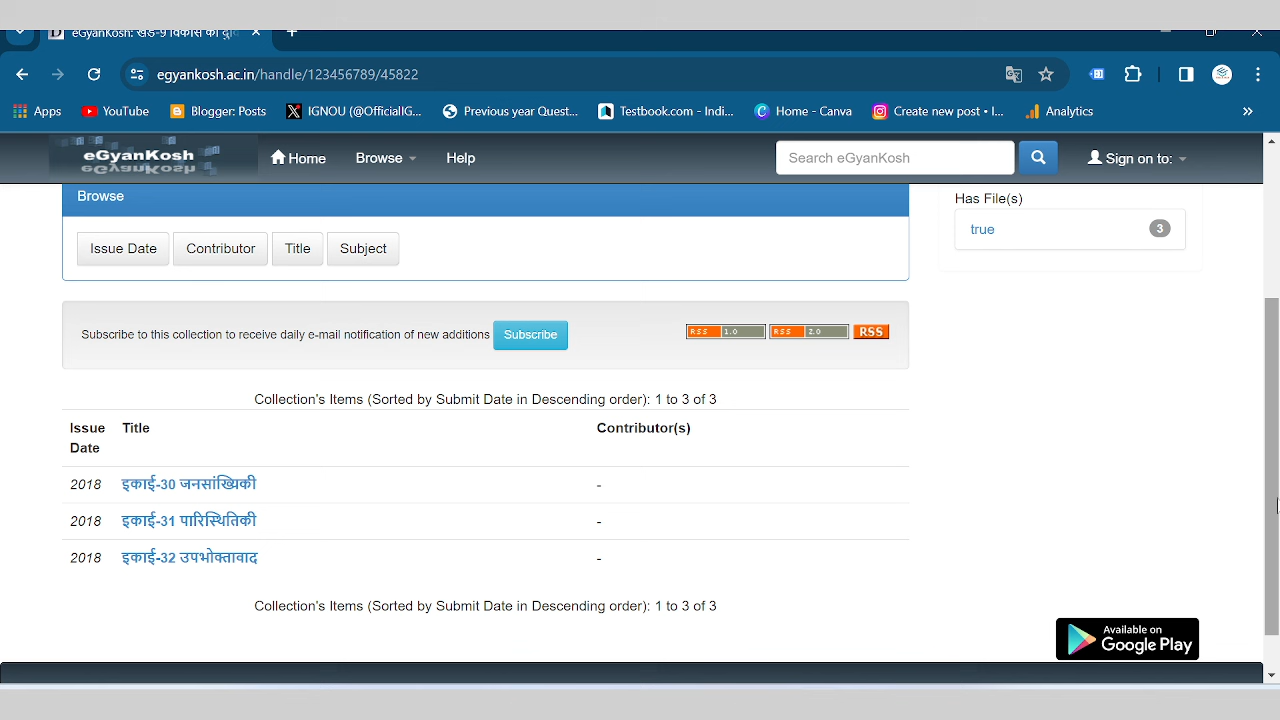 eGyanKosh: खंड-9 विकास की दुवि
egyankosh.ac.in/handle/123456789/45822
Apps YouTube Blogger: Posts IGNOU (@OfficialIG... Previous year Quest... Testbook.com - Indi... Home - Canva Create new post • I... Analytics »
eGyanKosh Home Browse Help Search eGyanKosh Sign on to:
Browse
Issue Date Contributor Title Subject
Has File(s)
true 3
Subscribe to this collection to receive daily e-mail notification of new additions Subscribe RSS 1.0 RSS 2.0 RSS
Collection's Items (Sorted by Submit Date in Descending order): 1 to 3 of 3
Issue Date Title Contributor(s)
2018 इकाई-30 जनसांख्यिकी -
2018 इकाई-31 पारिस्थितिकी -
2018 इकाई-32 उपभोक्तावाद -
Collection's Items (Sorted by Submit Date in Descending order): 1 to 3 of 3
Available on
Google Play